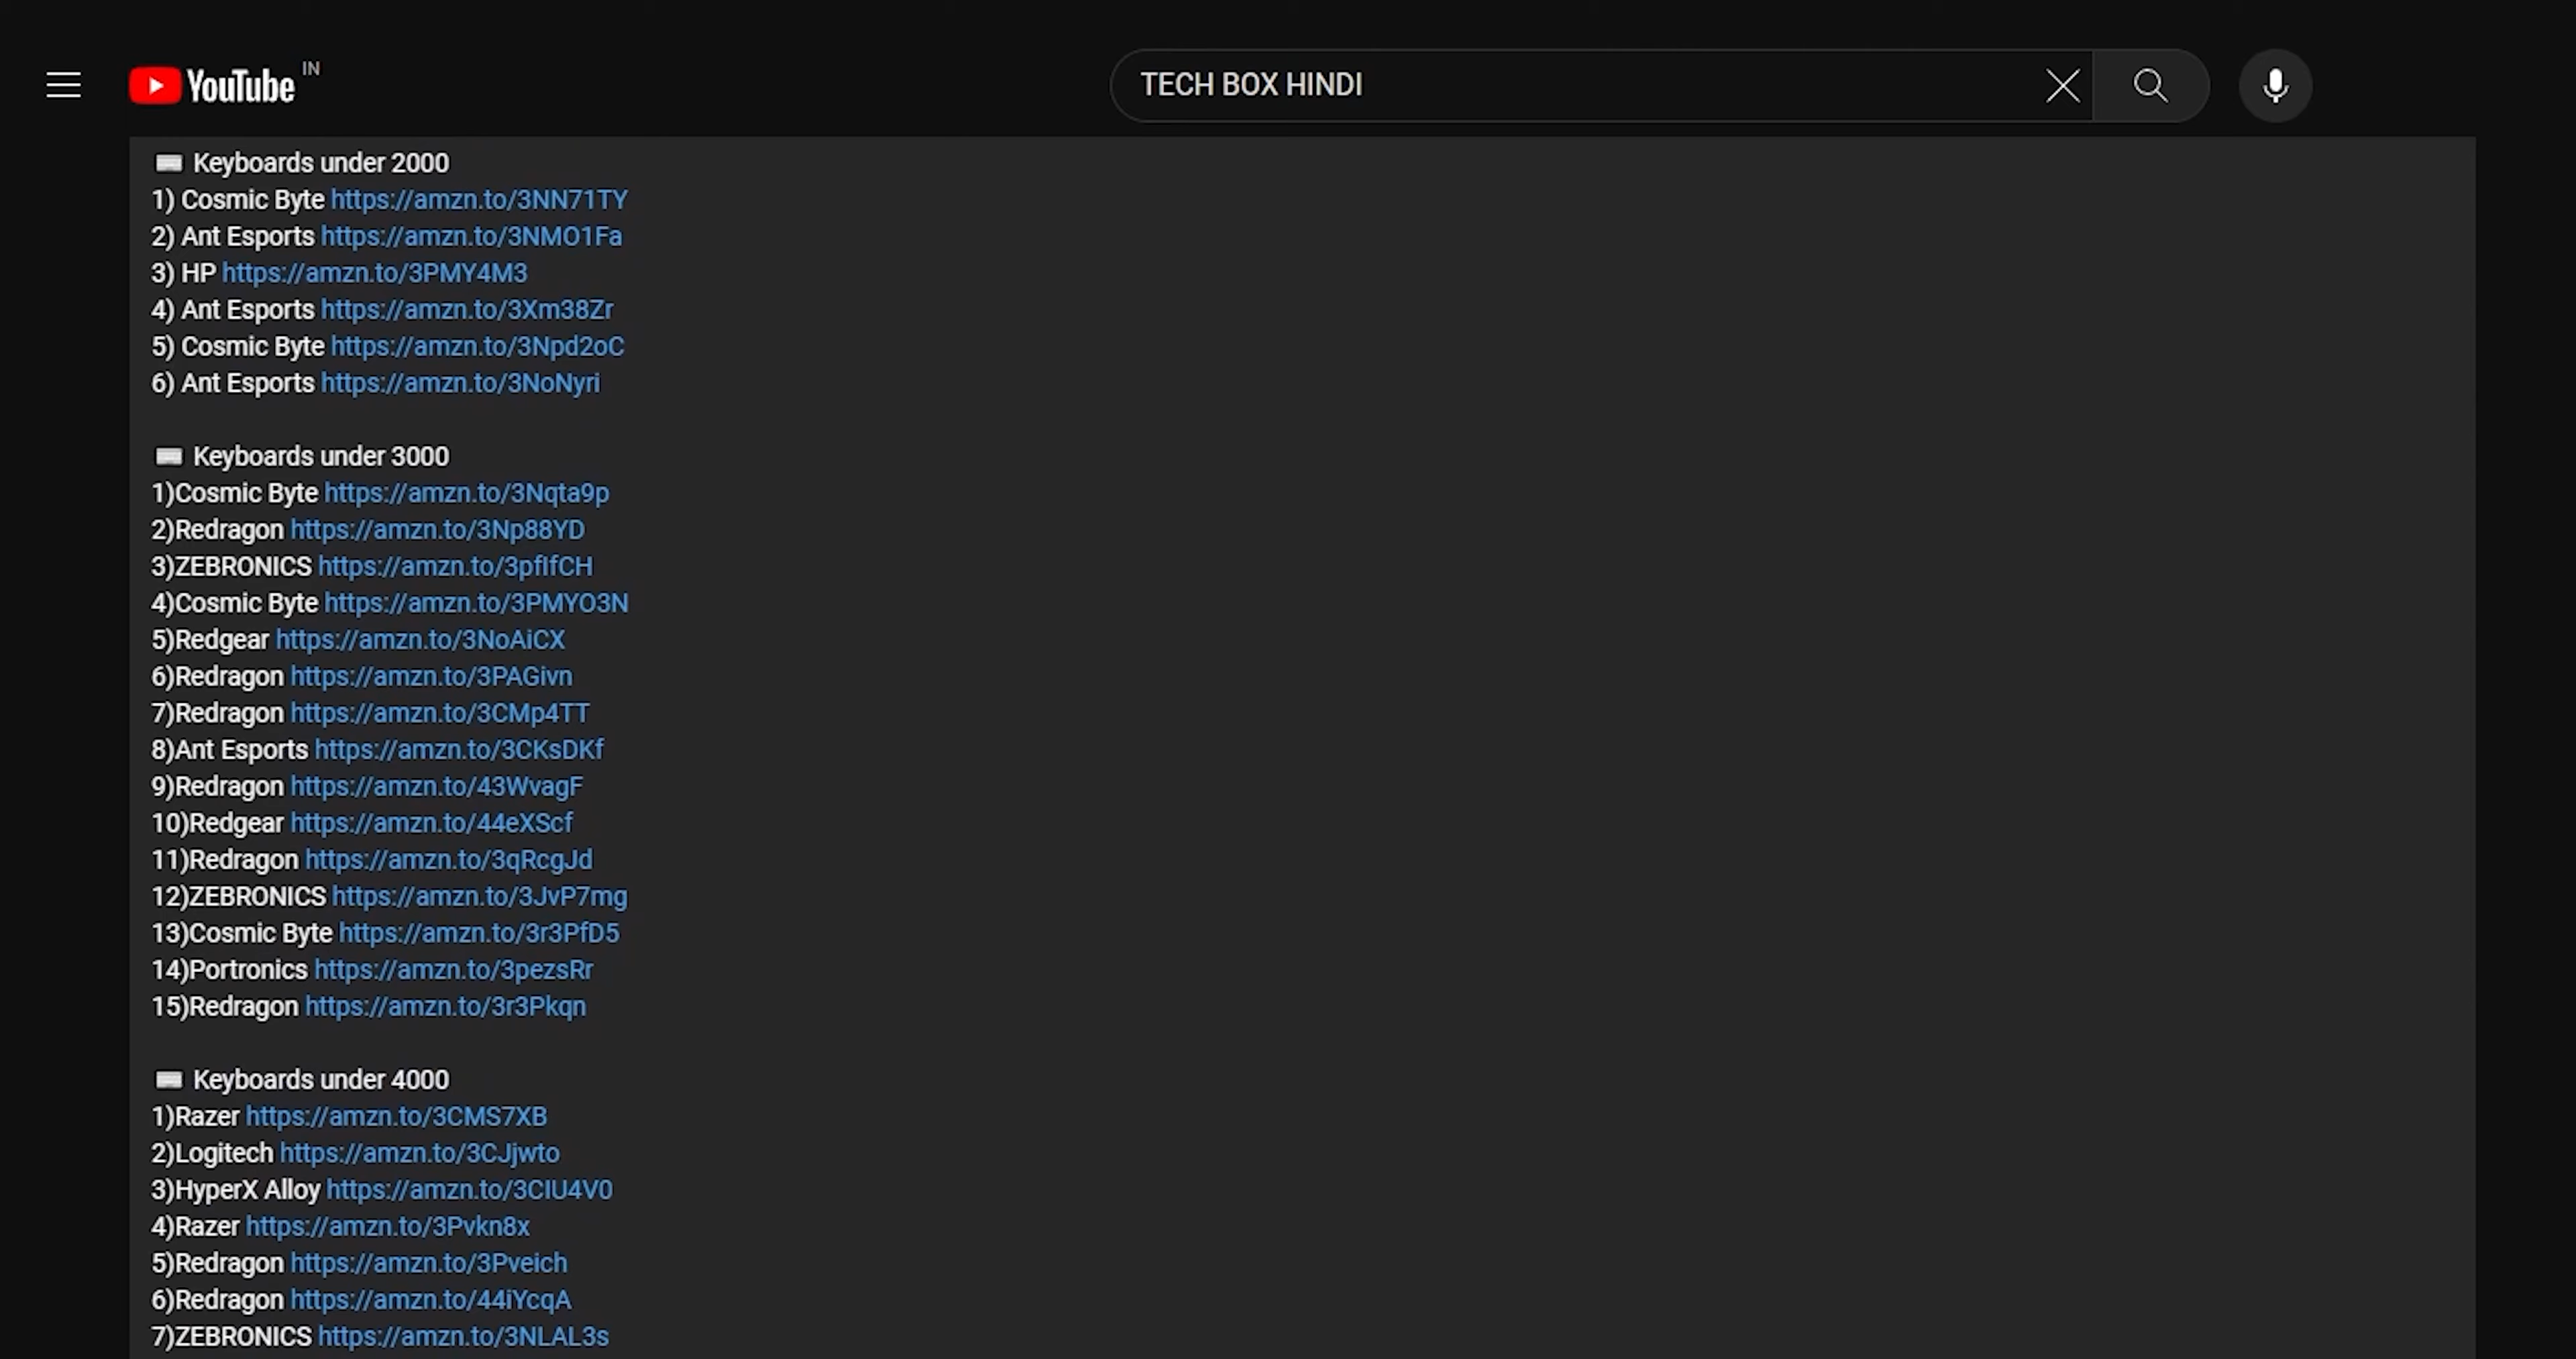 YouTube IN
TECH BOX HINDI
Keyboards under 2000
1) Cosmic Byte https://amzn.to/3NN71TY
2) Ant Esports https://amzn.to/3NMO1Fa
3) HP https://amzn.to/3PMY4M3
4) Ant Esports https://amzn.to/3Xm38Zr
5) Cosmic Byte https://amzn.to/3Npd2oC
6) Ant Esports https://amzn.to/3NoNyri
Keyboards under 3000
1)Cosmic Byte https://amzn.to/3Nqta9p
2)Redragon https://amzn.to/3Np88YD
3)ZEBRONICS https://amzn.to/3pfIfCH
4)Cosmic Byte https://amzn.to/3PMYO3N
5)Redgear https://amzn.to/3NoAiCX
6)Redragon https://amzn.to/3PAGivn
7)Redragon https://amzn.to/3CMp4TT
8)Ant Esports https://amzn.to/3CKsDKf
9)Redragon https://amzn.to/43WvagF
10)Redgear https://amzn.to/44eXScf
11)Redragon https://amzn.to/3qRcgJd
12)ZEBRONICS https://amzn.to/3JvP7mg
13)Cosmic Byte https://amzn.to/3r3PfD5
14)Portronics https://amzn.to/3pezsRr
15)Redragon https://amzn.to/3r3Pkqn
Keyboards under 4000
1)Razer https://amzn.to/3CMS7XB
2)Logitech https://amzn.to/3CJjwto
3)HyperX Alloy https://amzn.to/3CIU4V0
4)Razer https://amzn.to/3Pvkn8x
5)Redragon https://amzn.to/3Pveich
6)Redragon https://amzn.to/44iYcqA
7)ZEBRONICS https://amzn.to/3NLAL3s